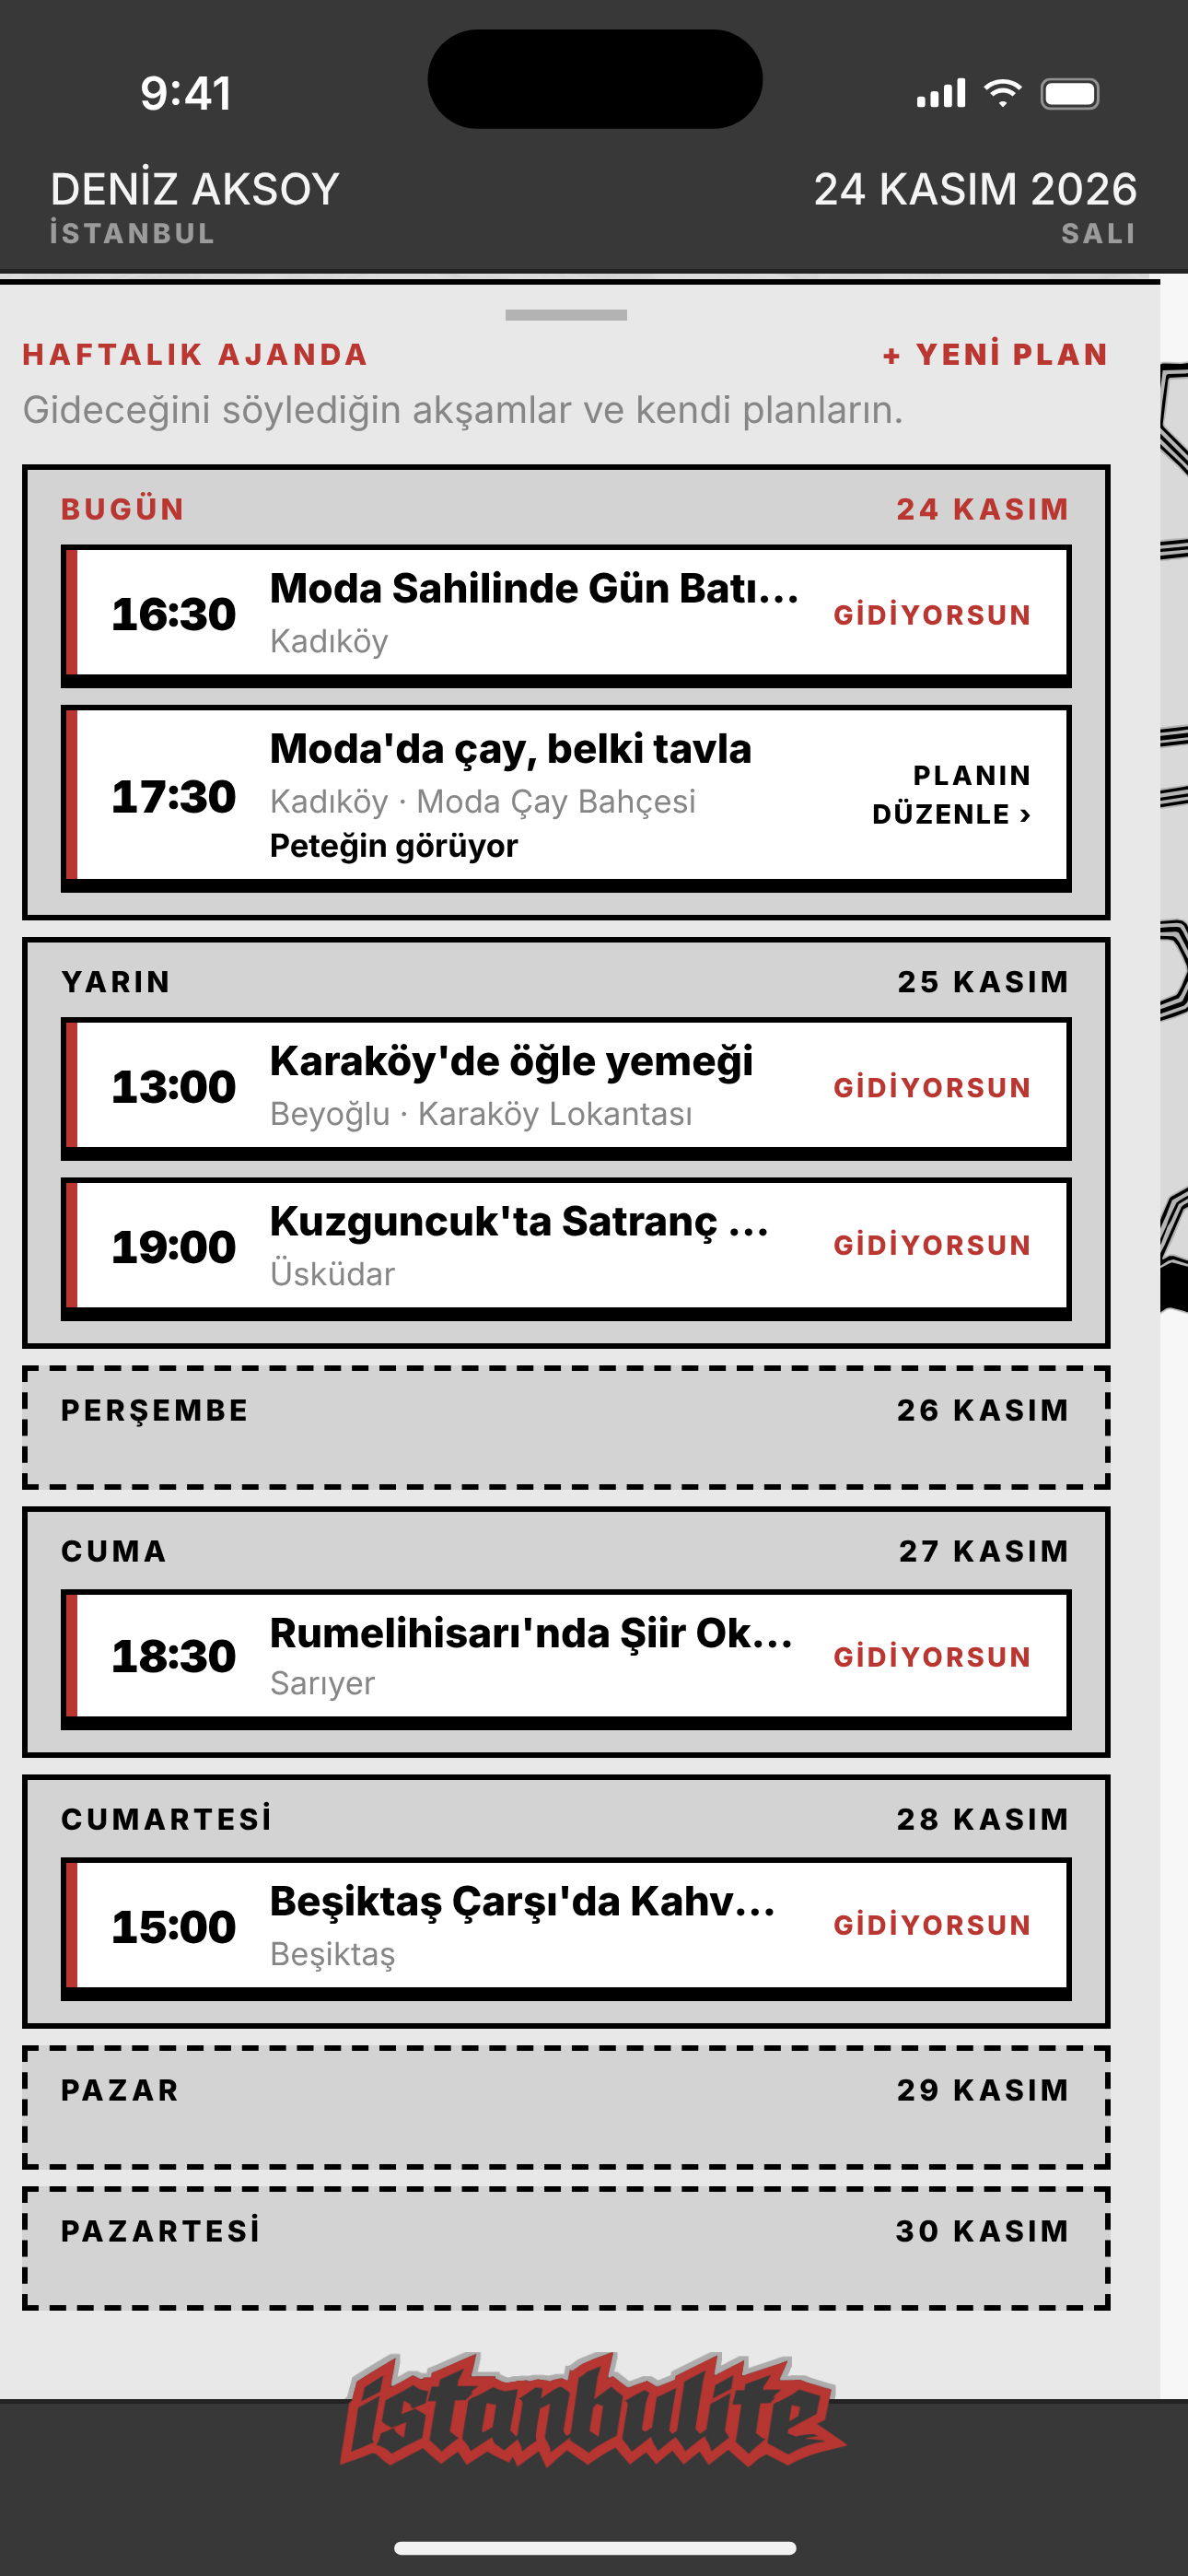 9:41
DENİZ AKSOY
24 KASIM 2026
İSTANBUL
SALI
HAFTALIK AJANDA
+ YENİ PLAN
Gideceğini söylediğin akşamlar ve kendi planların.
BUGÜN
24 KASIM
16:30
Moda Sahilinde Gün Batı...
Kadıköy
GİDİYORSUN
17:30
Moda'da çay, belki tavla
Kadıköy · Moda Çay Bahçesi
Peteğin görüyor
PLANIN
DÜZENLE ›
YARIN
25 KASIM
13:00
Karaköy'de öğle yemeği
Beyoğlu · Karaköy Lokantası
GİDİYORSUN
19:00
Kuzguncuk'ta Satranç ...
Üsküdar
GİDİYORSUN
PERŞEMBE
26 KASIM
CUMA
27 KASIM
18:30
Rumelihisarı'nda Şiir Ok...
Sarıyer
GİDİYORSUN
CUMARTESİ
28 KASIM
15:00
Beşiktaş Çarşı'da Kahv...
Beşiktaş
GİDİYORSUN
PAZAR
29 KASIM
PAZARTESİ
30 KASIM
istanbulite